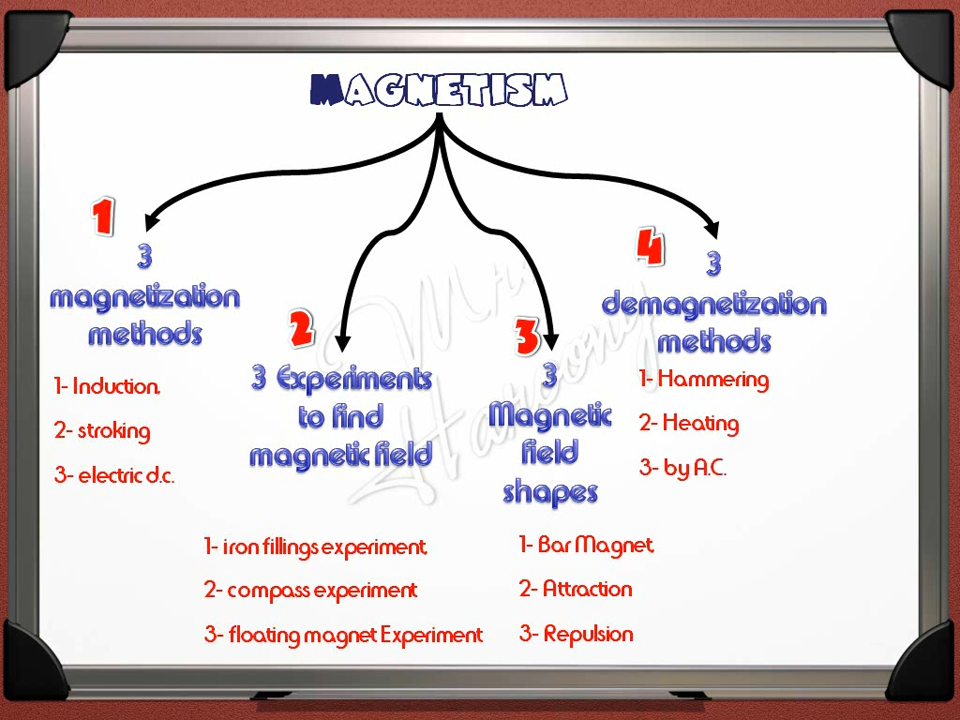 MAGNETISM
1
3
magnetization
methods
1- Induction,
2- stroking
3- electric d.c.
2
3 Experiments
to find
magnetic field
1- iron fillings experiment,
2- compass experiment
3- floating magnet Experiment
3
3
Magnetic
field
shapes
1- Bar Magnet,
2- Attraction
3- Repulsion
4
3
demagnetization
methods
1- Hammering
2- Heating
3- by A.C.
Mr.
Harmony